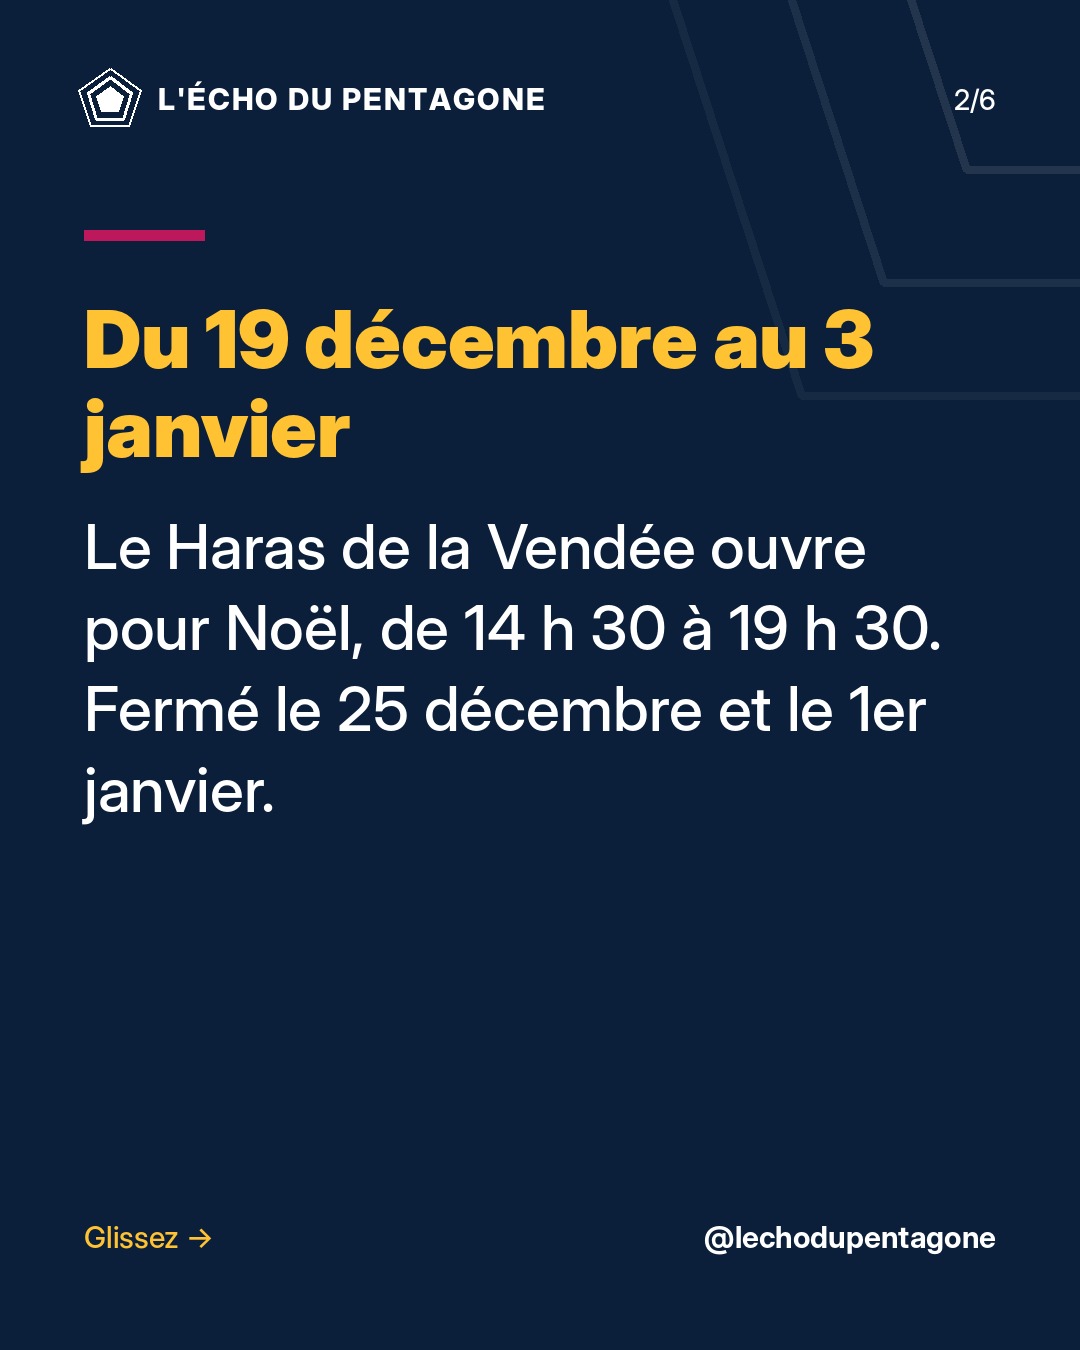 L'ÉCHO DU PENTAGONE
2/6
Du 19 décembre au 3
janvier
Le Haras de la Vendée ouvre
pour Noël, de 14 h 30 à 19 h 30.
Fermé le 25 décembre et le 1er
janvier.
Glissez →
@lechodupentagone